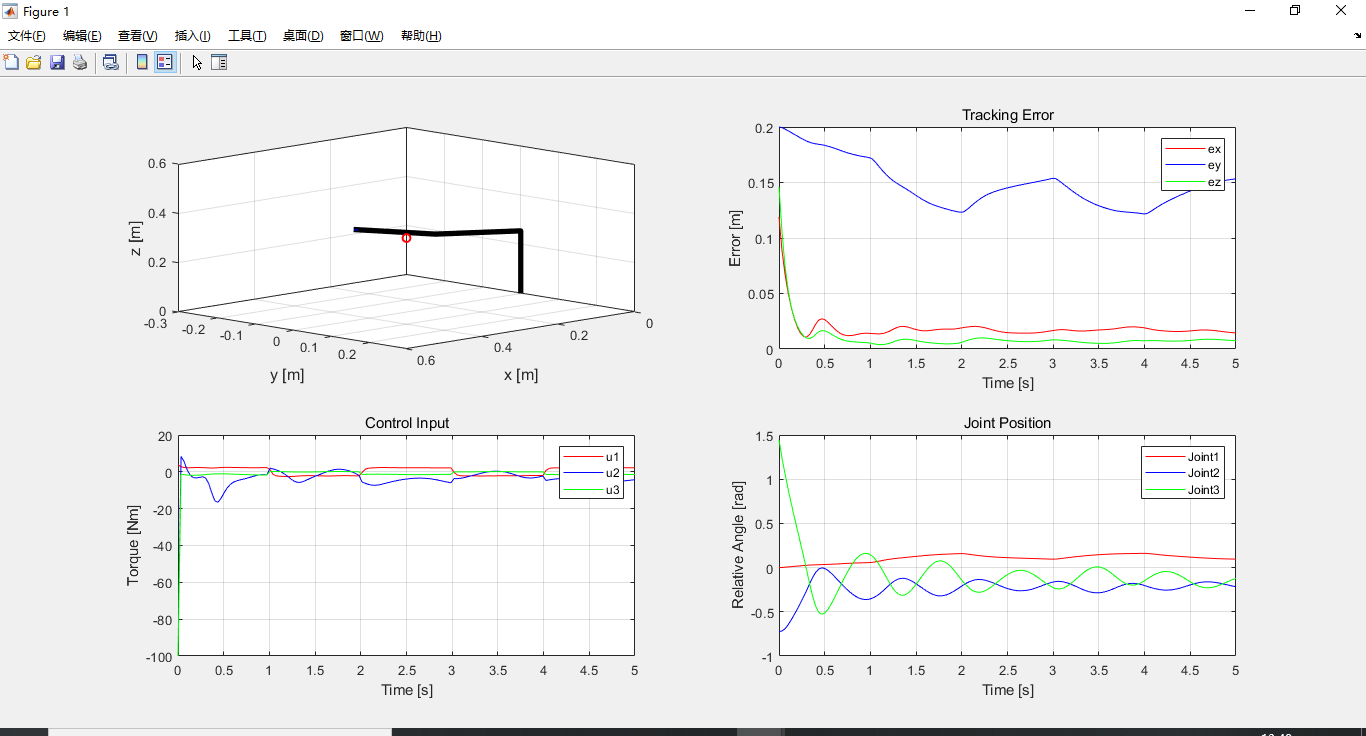 Figure 1
文件(F) 编辑(E) 查看(V) 插入(I) 工具(T) 桌面(D) 窗口(W) 帮助(H)
0.6
0.4
0.2
0
z [m]
-0.3
-0.2
-0.1
0
0.1
0.2
y [m]
0.6
0.4
0.2
0
x [m]
Tracking Error
0.2
0.15
0.1
0.05
0
Error [m]
ex
ey
ez
0 0.5 1 1.5 2 2.5 3 3.5 4 4.5 5
Time [s]
Control Input
20
0
-20
-40
-60
-80
-100
Torque [Nm]
u1
u2
u3
0 0.5 1 1.5 2 2.5 3 3.5 4 4.5 5
Time [s]
Joint Position
1.5
1
0.5
0
-0.5
-1
Relative Angle [rad]
Joint1
Joint2
Joint3
0 0.5 1 1.5 2 2.5 3 3.5 4 4.5 5
Time [s]